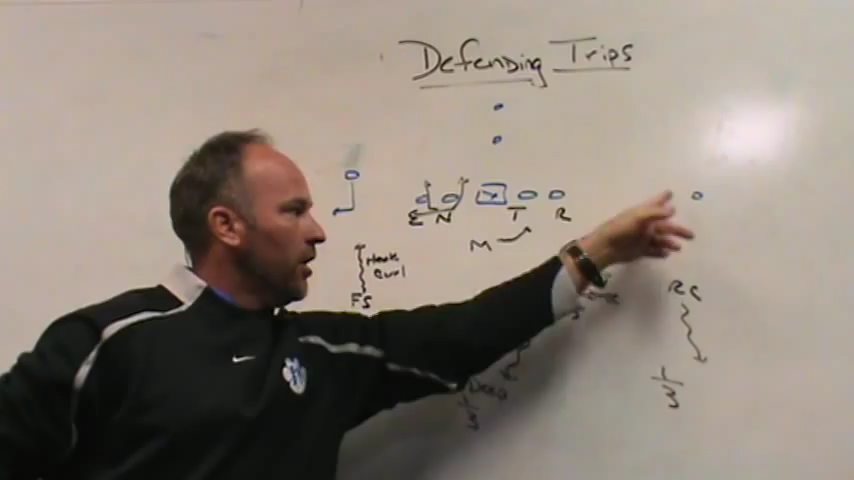 Defending Trips
E N T R
M
Hook
Curl
FS
RC
Deep
1/3
1/3